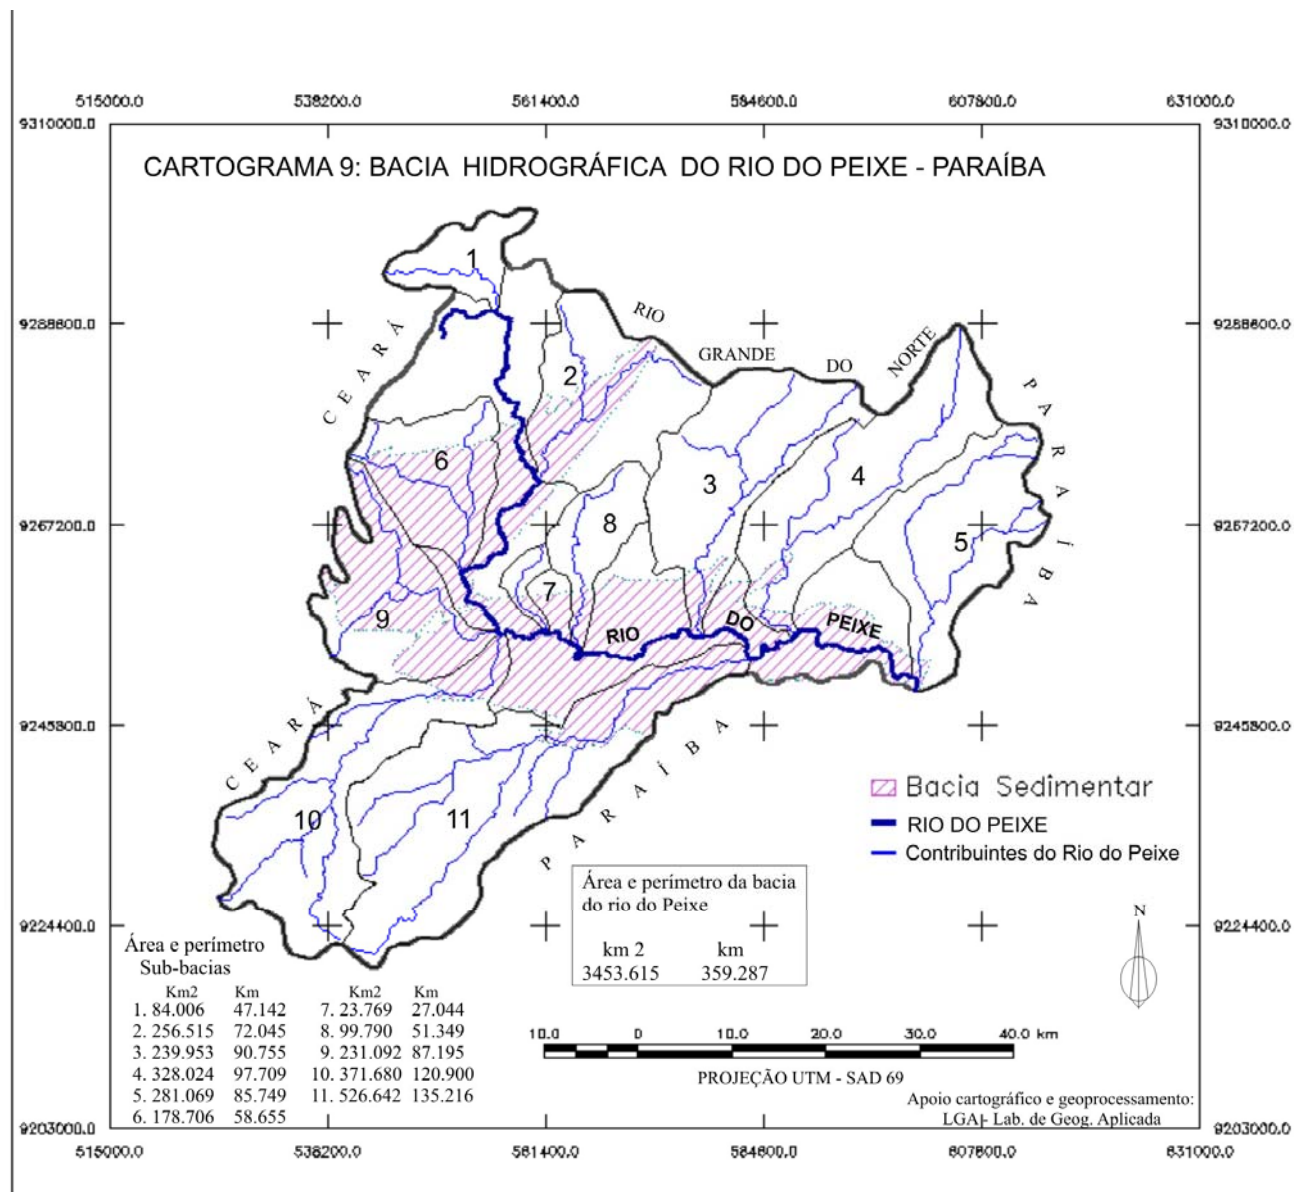 515000.0 538200.0 561400.0 584600.0 607800.0 631000.0
9310000.0 9310000.0
CARTOGRAMA 9: BACIA HIDROGRÁFICA DO RIO DO PEIXE - PARAÍBA
1
9288600.0 RIO 9288600.0
CEARÁ GRANDE DO NORTE
2 PARAÍBA
6 3 4
9267200.0 8 5 9267200.0
7
9 RIO DO PEIXE
9245800.0 9245800.0
CEARÁ PARAÍBA
Bacia Sedimentar
10 11 RIO DO PEIXE
Contribuintes do Rio do Peixe
Área e perímetro da bacia
do rio do Peixe
km 2 km
3453.615 359.287
N
9224400.0 9224400.0
Área e perímetro
Sub-bacias
Km2 Km Km2 Km
1. 84.006 47.142 7. 23.769 27.044
2. 256.515 72.045 8. 99.790 51.349
3. 239.953 90.755 9. 231.092 87.195
4. 328.024 97.709 10. 371.680 120.900
5. 281.069 85.749 11. 526.642 135.216
6. 178.706 58.655
10.0 0 10.0 20.0 30.0 40.0 km
PROJEÇÃO UTM - SAD 69
Apoio cartográfico e geoprocessamento:
LGA - Lab. de Geog. Aplicada
9203000.0 9203000.0
515000.0 538200.0 561400.0 584600.0 607800.0 631000.0